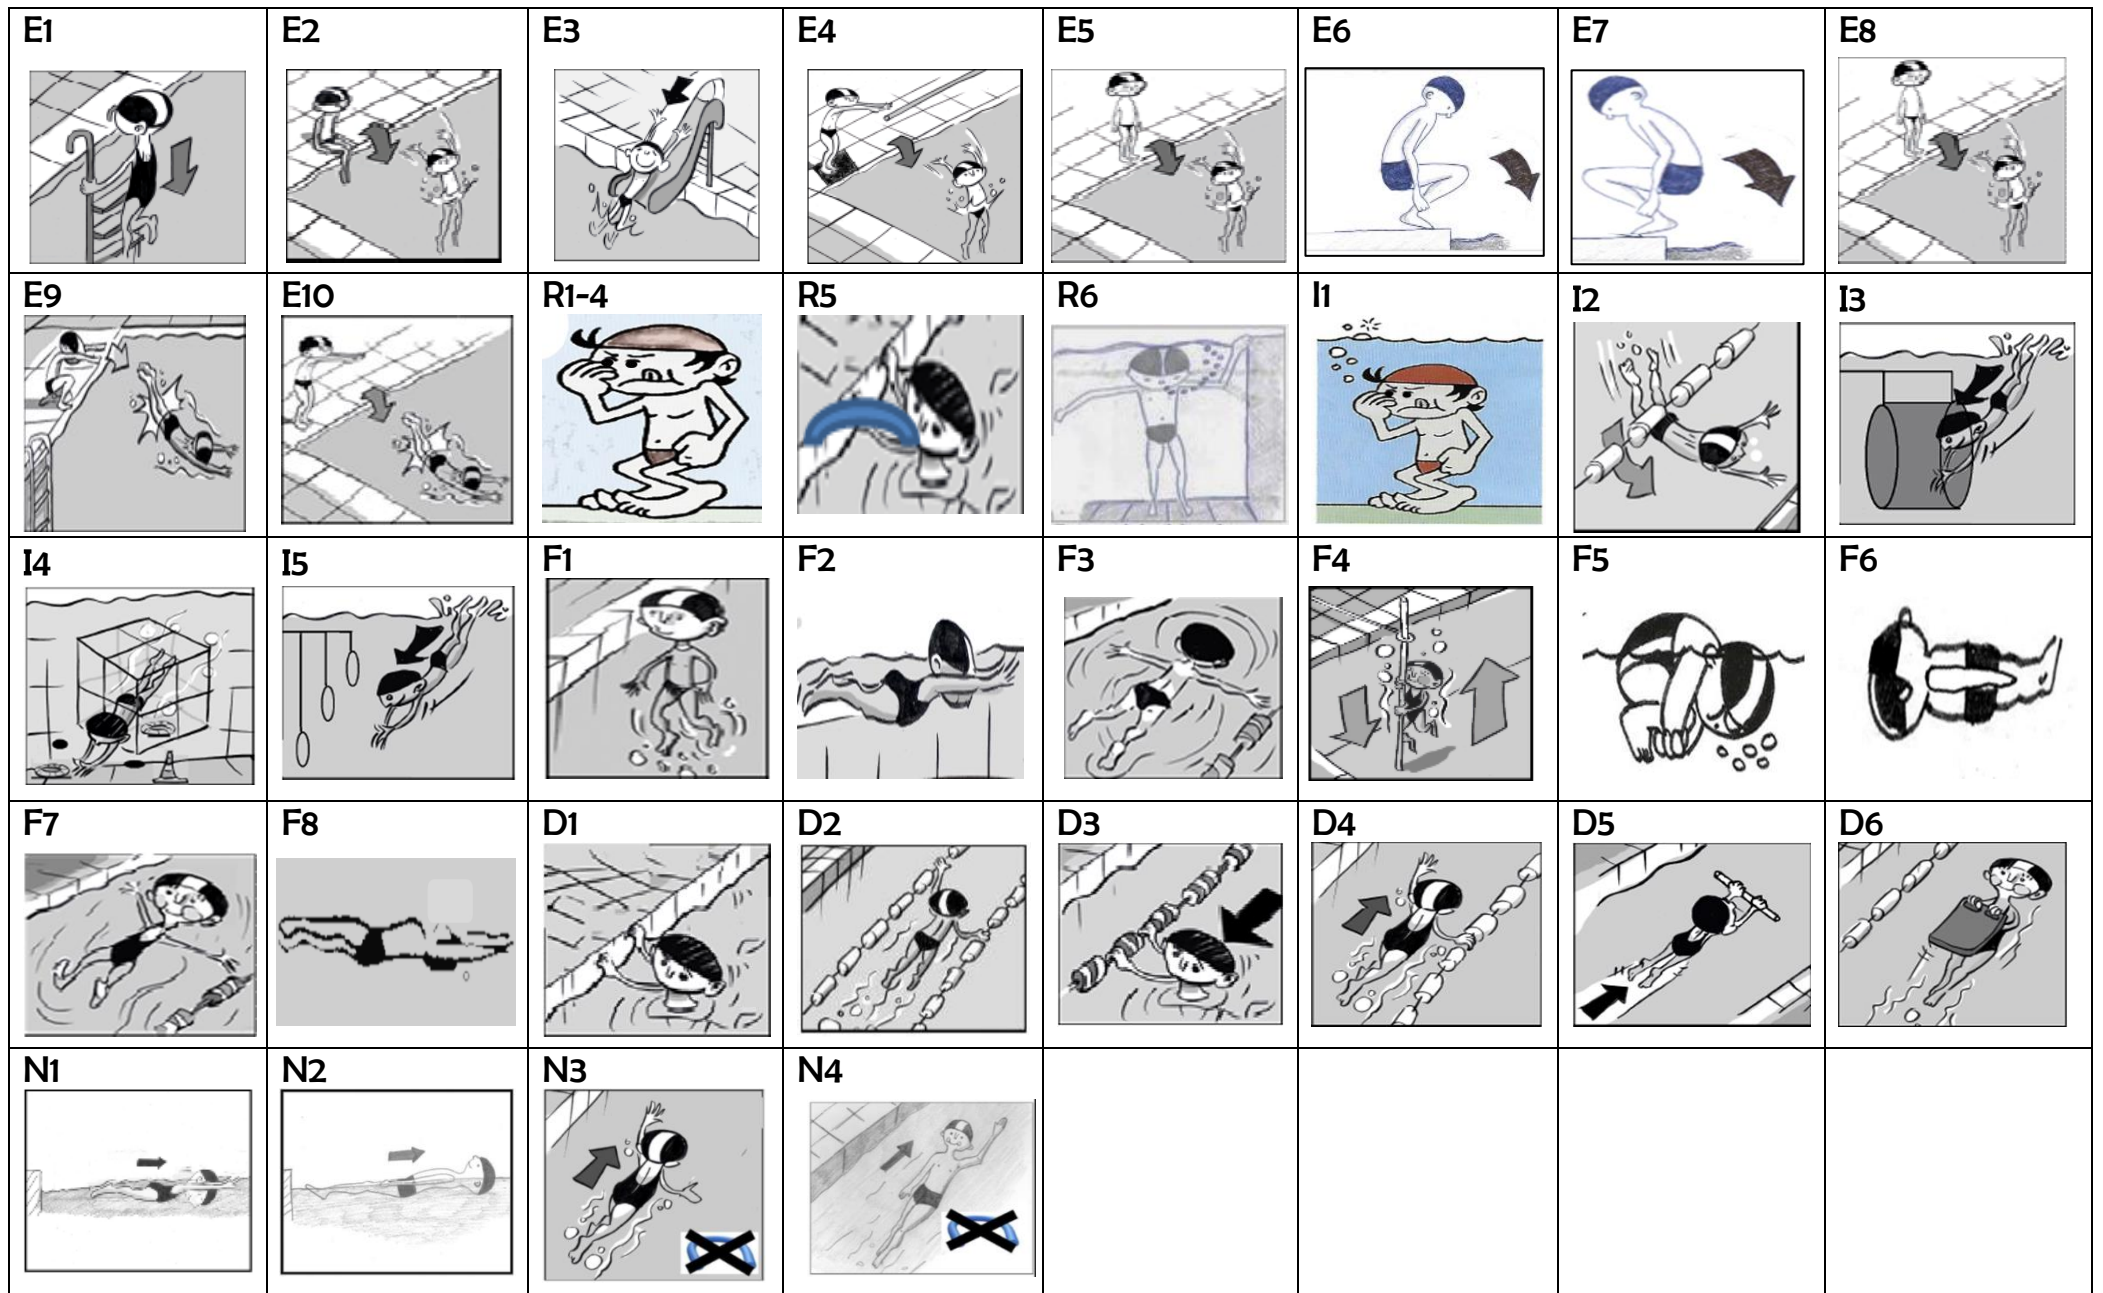 E1 E2 E3 E4 E5 E6 E7 E8
E9 E10 R1-4 R5 R6 I1 I2 I3
I4 I5 F1 F2 F3 F4 F5 F6
F7 F8 D1 D2 D3 D4 D5 D6
N1 N2 N3 N4